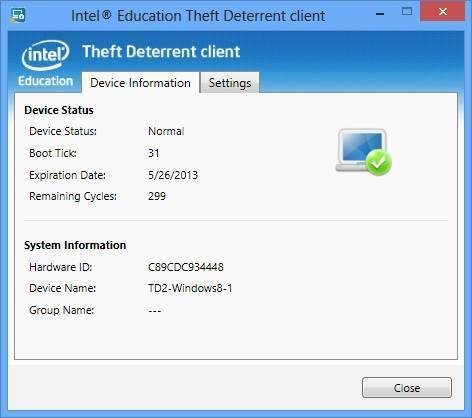 Intel® Education Theft Deterrent client
intel
Education
Theft Deterrent client
Device Information
Settings
Device Status
Device Status: Normal
Boot Tick: 31
Expiration Date: 5/26/2013
Remaining Cycles: 299
System Information
Hardware ID: C89CDC934448
Device Name: TD2-Windows8-1
Group Name: ---
Close